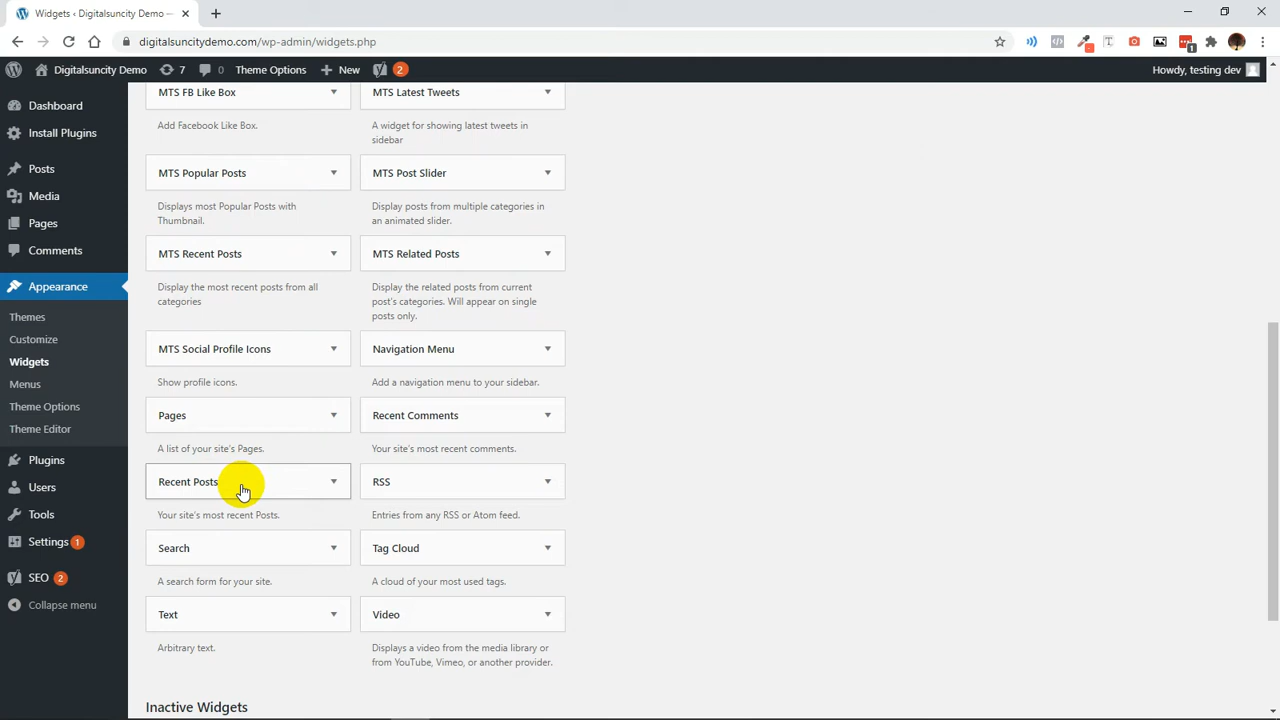 Widgets ‹ Digitalsuncity Demo —
digitalsuncitydemo.com/wp-admin/widgets.php
1
Digitalsuncity Demo
7
0
Theme Options
New
2
Howdy, testing dev
Dashboard
Install Plugins
Posts
Media
Pages
Comments
Appearance
Themes
Customize
Widgets
Menus
Theme Options
Theme Editor
Plugins
Users
Tools
Settings 1
SEO 2
Collapse menu
MTS FB Like Box
Add Facebook Like Box.
MTS Latest Tweets
A widget for showing latest tweets in
sidebar
MTS Popular Posts
Displays most Popular Posts with
Thumbnail.
MTS Post Slider
Display posts from multiple categories in
an animated slider.
MTS Recent Posts
Display the most recent posts from all
categories
MTS Related Posts
Display the related posts from current
post's categories. Will appear on single
posts only.
MTS Social Profile Icons
Show profile icons.
Navigation Menu
Add a navigation menu to your sidebar.
Pages
A list of your site's Pages.
Recent Comments
Your site's most recent comments.
Recent Posts
Your site's most recent Posts.
RSS
Entries from any RSS or Atom feed.
Search
A search form for your site.
Tag Cloud
A cloud of your most used tags.
Text
Arbitrary text.
Video
Displays a video from the media library or
from YouTube, Vimeo, or another provider.
Inactive Widgets